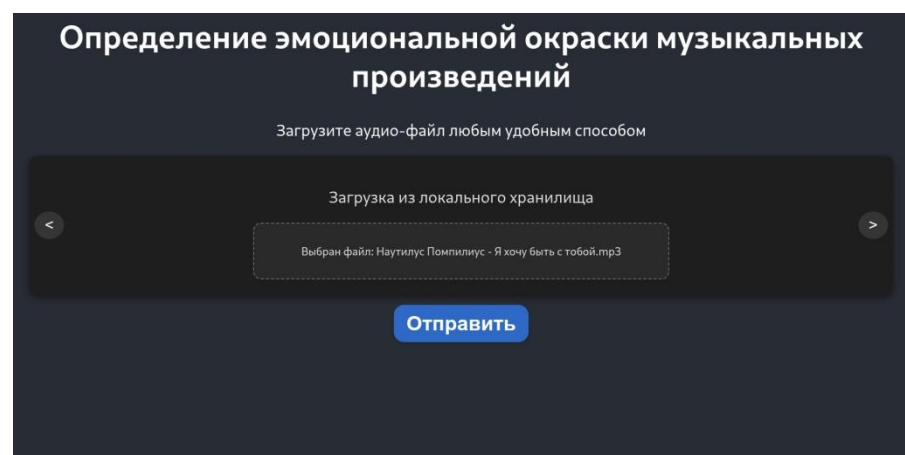 Определение эмоциональной окраски музыкальных
произведений
Загрузите аудио-файл любым удобным способом
Загрузка из локального хранилища
<
>
Выбран файл: Наутилус Помпилиус - Я хочу быть с тобой.mp3
Отправить